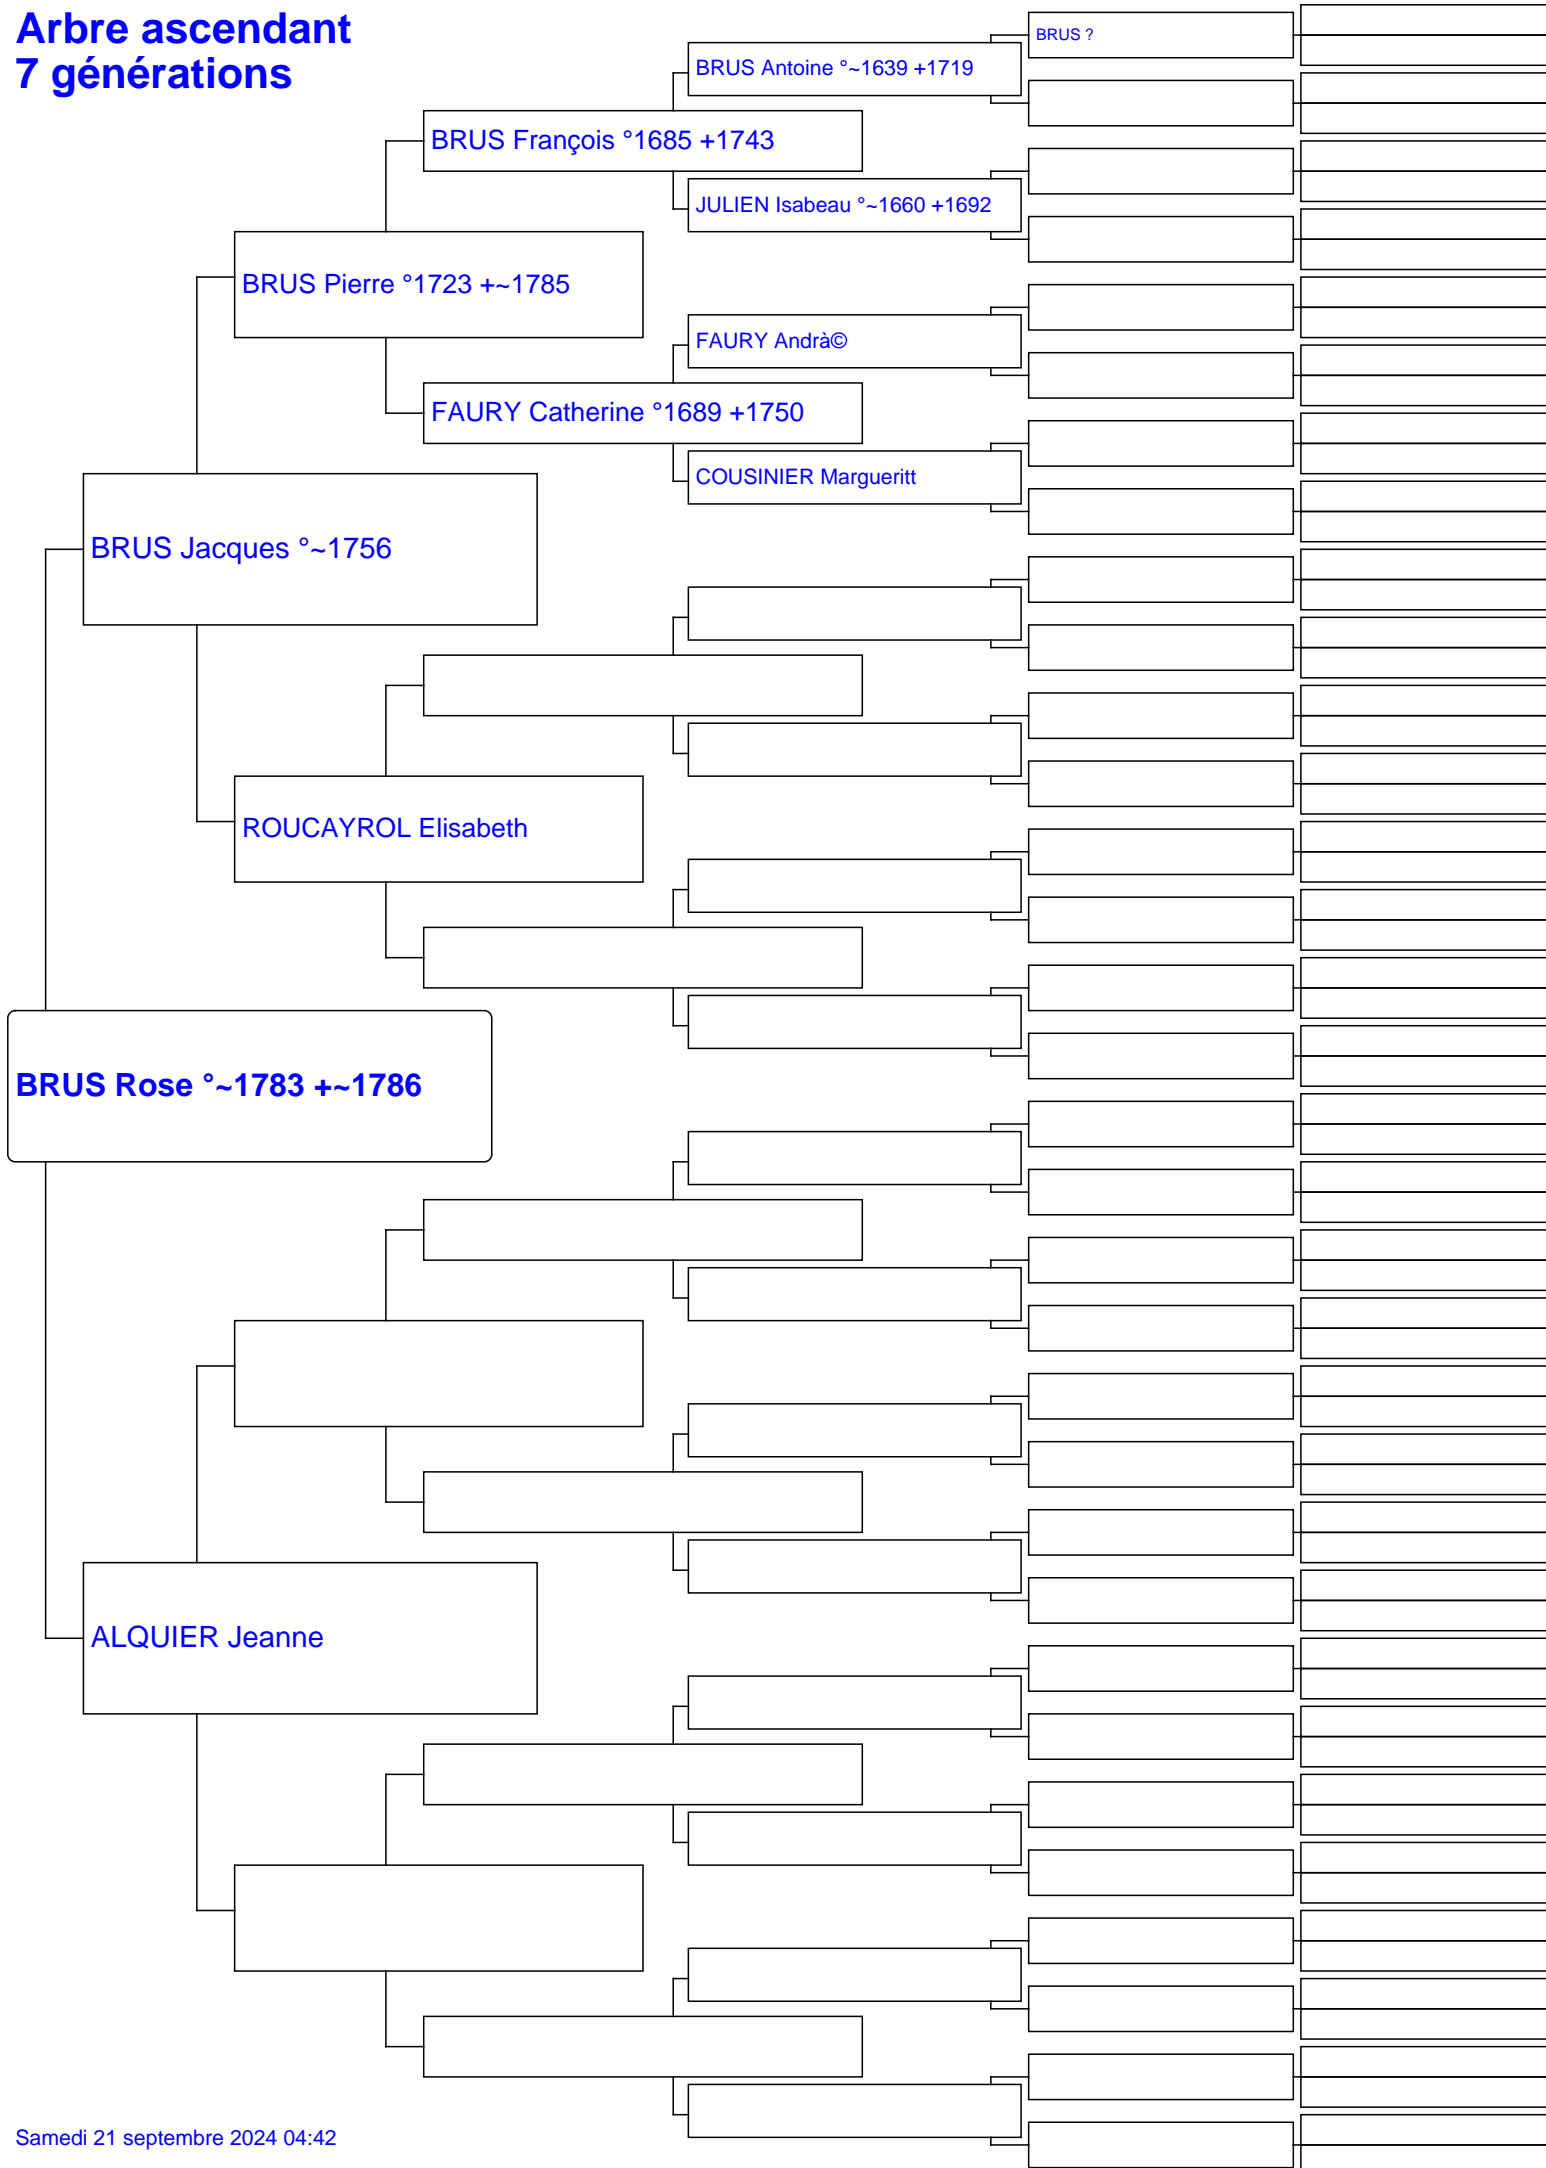 Arbre ascendant
7 générations
BRUS ?
BRUS Antoine °~1639 +1719
BRUS François °1685 +1743
JULIEN Isabeau °~1660 +1692
BRUS Pierre °1723 +~1785
FAURY Andrà©
FAURY Catherine °1689 +1750
COUSINIER Margueritt
BRUS Jacques °~1756
ROUCAYROL Elisabeth
BRUS Rose °~1783 +~1786
ALQUIER Jeanne
Samedi 21 septembre 2024 04:42